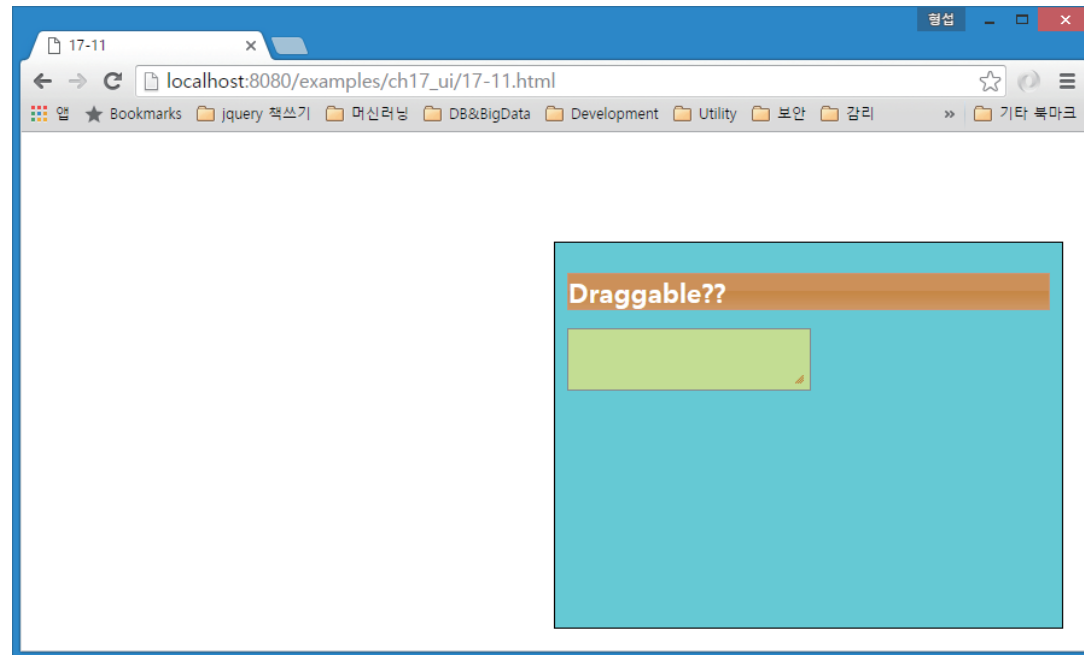 형섭
17-11
localhost:8080/examples/ch17_ui/17-11.html
앱 Bookmarks jquery 책쓰기 머신러닝 DB&BigData Development Utility 보안 감리 » 기타 북마크
Draggable??